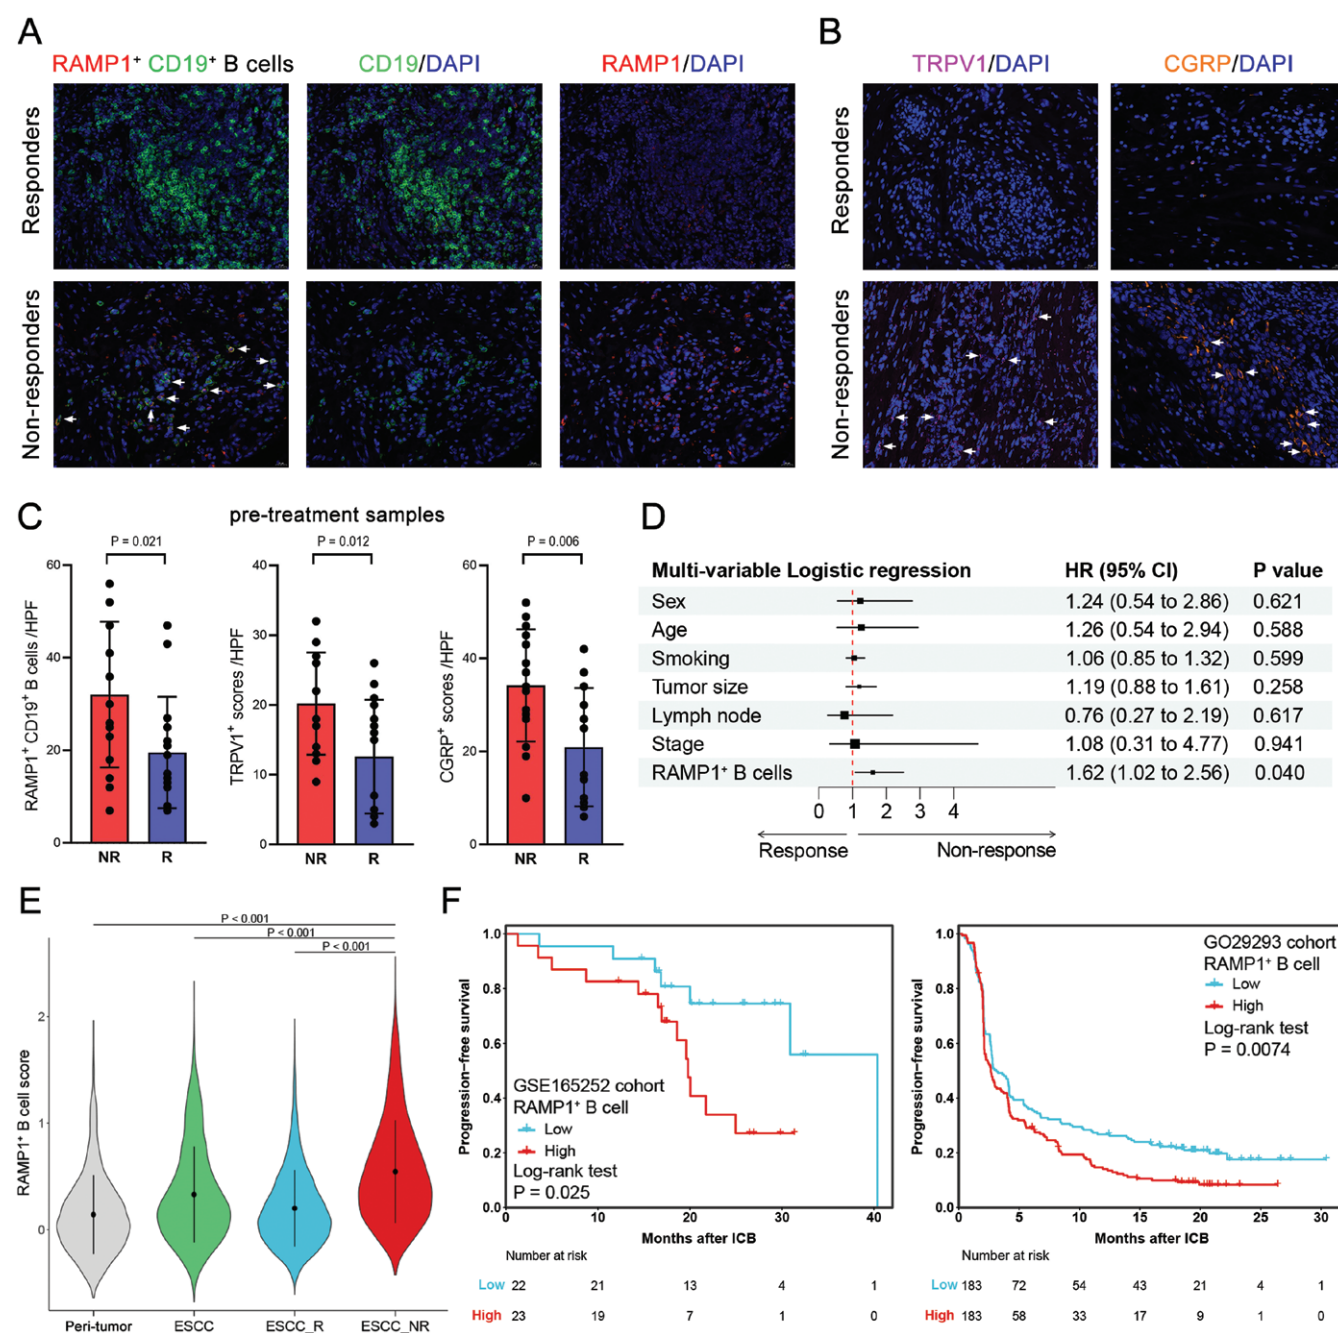 A
RAMP1⁺ CD19⁺ B cells
CD19/DAPI
RAMP1/DAPI
Responders
Non-responders
B
TRPV1/DAPI
CGRP/DAPI
Responders
Non-responders
C
pre-treatment samples
P = 0.021
RAMP1⁺ CD19⁺ B cells /HPF
60
40
20
0
NR R
P = 0.012
TRPV1⁺ scores /HPF
40
30
20
10
0
NR R
P = 0.006
CGRP⁺ scores /HPF
60
40
20
0
NR R
D
Multi-variable Logistic regression HR (95% CI) P value
Sex 1.24 (0.54 to 2.86) 0.621
Age 1.26 (0.54 to 2.94) 0.588
Smoking 1.06 (0.85 to 1.32) 0.599
Tumor size 1.19 (0.88 to 1.61) 0.258
Lymph node 0.76 (0.27 to 2.19) 0.617
Stage 1.08 (0.31 to 4.77) 0.941
RAMP1⁺ B cells 1.62 (1.02 to 2.56) 0.040
0 1 2 3 4
Response Non-response
E
P < 0.001
P < 0.001
P < 0.001
RAMP1⁺ B cell score
2
1
0
Peri-tumor ESCC ESCC_R ESCC_NR
F
Progression-free survival
1.0
0.8
0.6
0.4
0.2
0.0
GSE165252 cohort
RAMP1⁺ B cell
Low
High
Log-rank test
P = 0.025
0 10 20 30 40
Months after ICB
Number at risk
Low 22 21 13 4 1
High 23 19 7 1 0
Progression-free survival
1.0
0.8
0.6
0.4
0.2
0.0
GO29293 cohort
RAMP1⁺ B cell
Low
High
Log-rank test
P = 0.0074
0 5 10 15 20 25 30
Months after ICB
Number at risk
Low 183 72 54 43 21 4 1
High 183 58 33 17 9 1 0